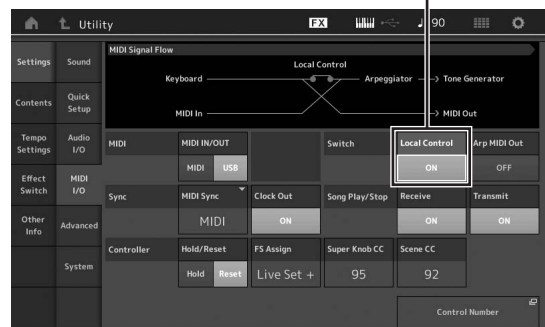 Utility FX 90
MIDI Signal Flow
Local Control
Keyboard Arpeggiator Tone Generator
MIDI In MIDI Out
Settings Sound
Contents Quick Setup
Tempo Settings Audio I/O
Effect Switch MIDI I/O
Other Info Advanced
System
MIDI MIDI IN/OUT Switch Local Control Arp MIDI Out
MIDI USB ON OFF
Sync MIDI Sync Clock Out Song Play/Stop Receive Transmit
MIDI ON ON ON
Controller Hold/Reset FS Assign Super Knob CC Scene CC
Hold Reset Live Set + 95 92
Control Number